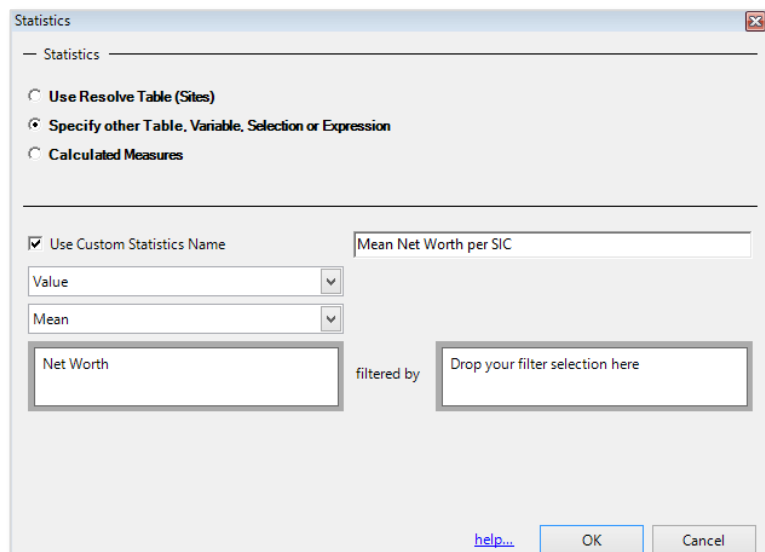 Statistics
Statistics
Use Resolve Table (Sites)
Specify other Table, Variable, Selection or Expression
Calculated Measures
Use Custom Statistics Name Mean Net Worth per SIC
Value
Mean
Net Worth filtered by Drop your filter selection here
help... OK Cancel